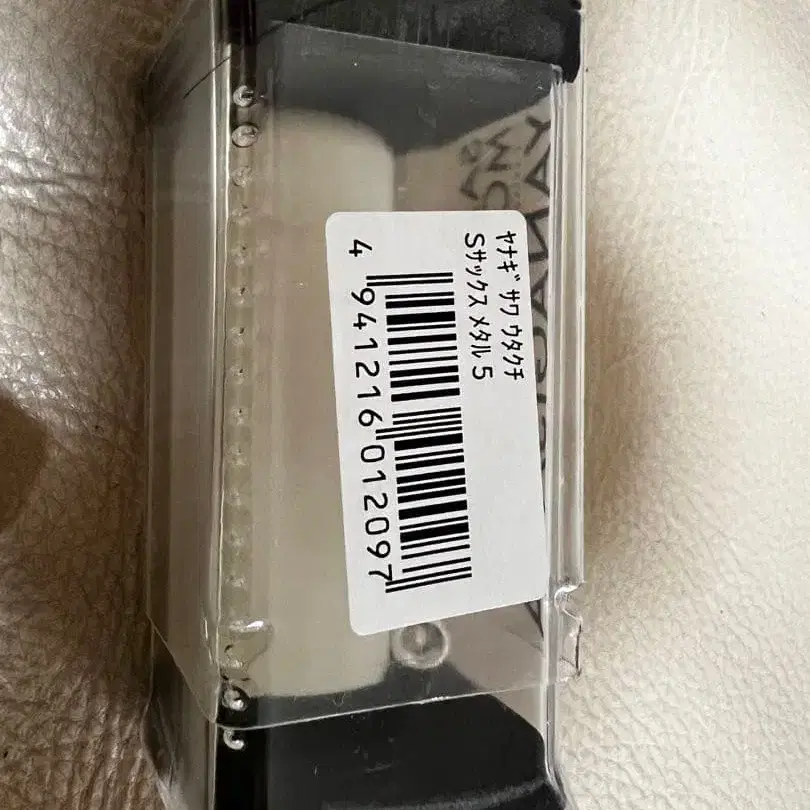 ﾔﾅｷﾞ ｻﾜ ｳﾀｸﾁ
Sｻｯｸｽ ﾒﾀﾙ 5
4 941216 012097